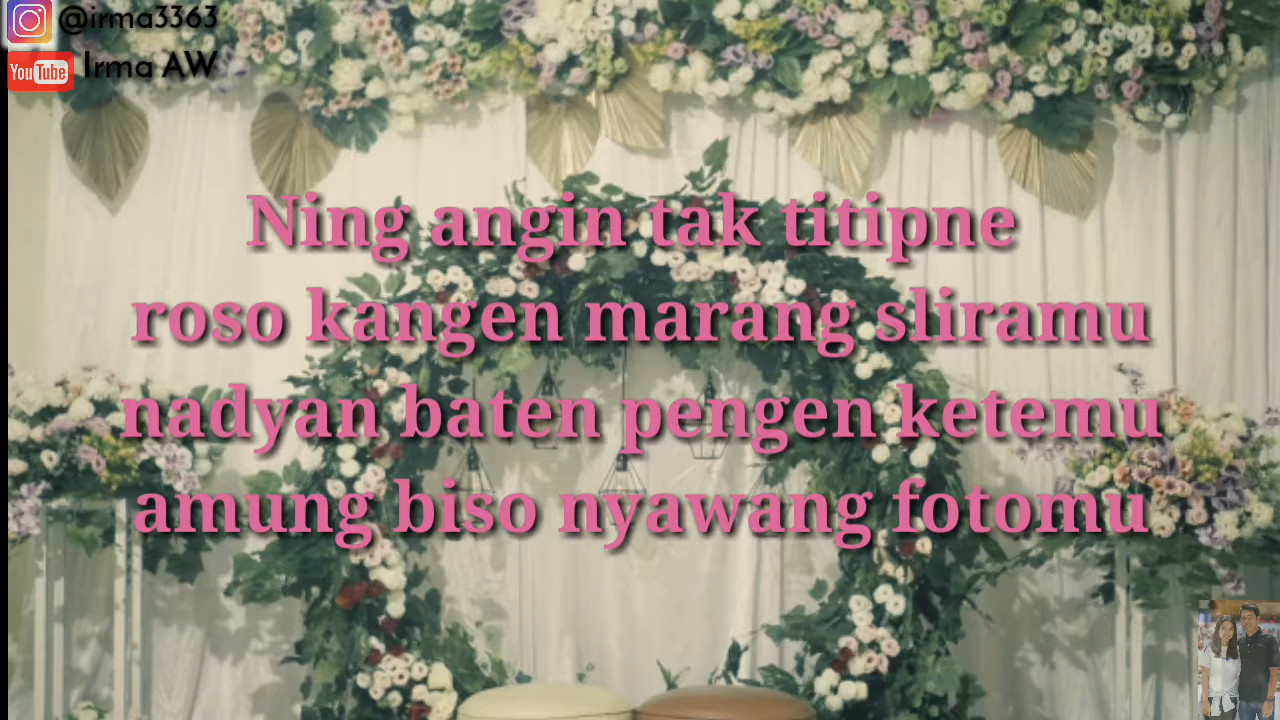 @irma3363
YouTube Irma AW
Ning angin tak titipne
roso kangen marang sliramu
nadyan baten pengen ketemu
amung biso nyawang fotomu